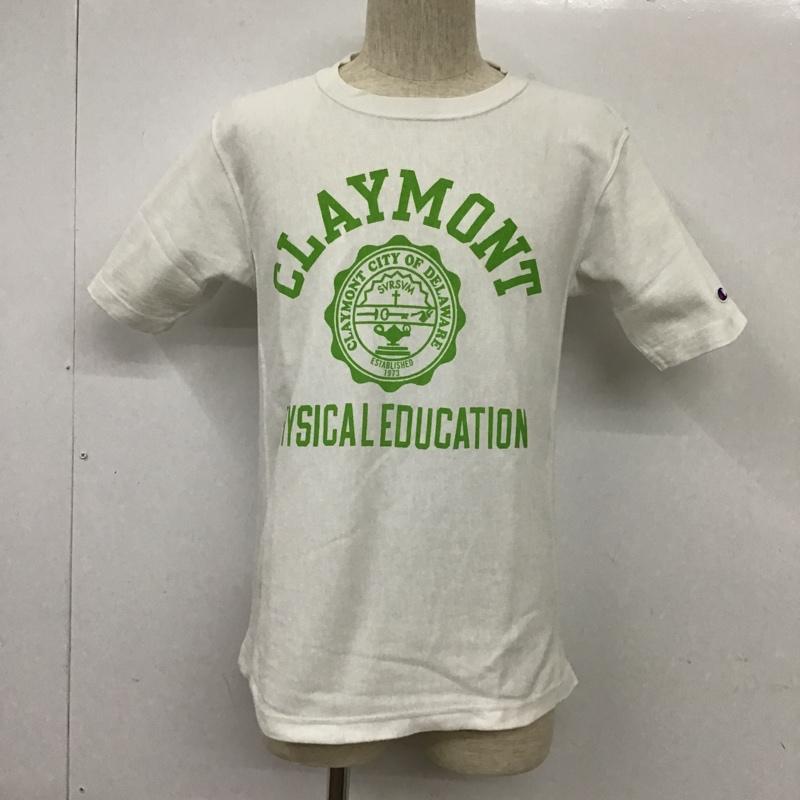 CLAYMONT
CLAYMONT CITY OF DELAWARE
SVRSVM
ESTABLISHED
1973
YSICAL EDUCATION